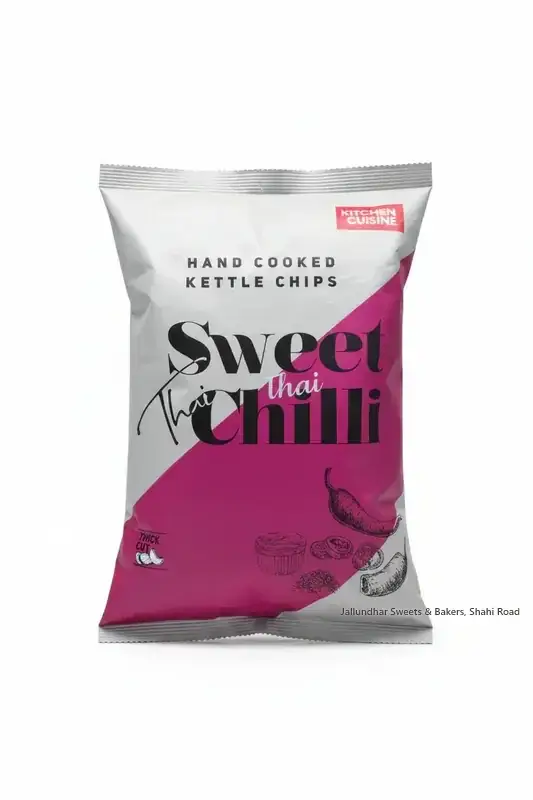 KITCHEN
CUISINE
HAND COOKED
KETTLE CHIPS
Sweet
Thai
thai
Chilli
THICK
CUT
Jallundhar Sweets & Bakers, Shahi Road